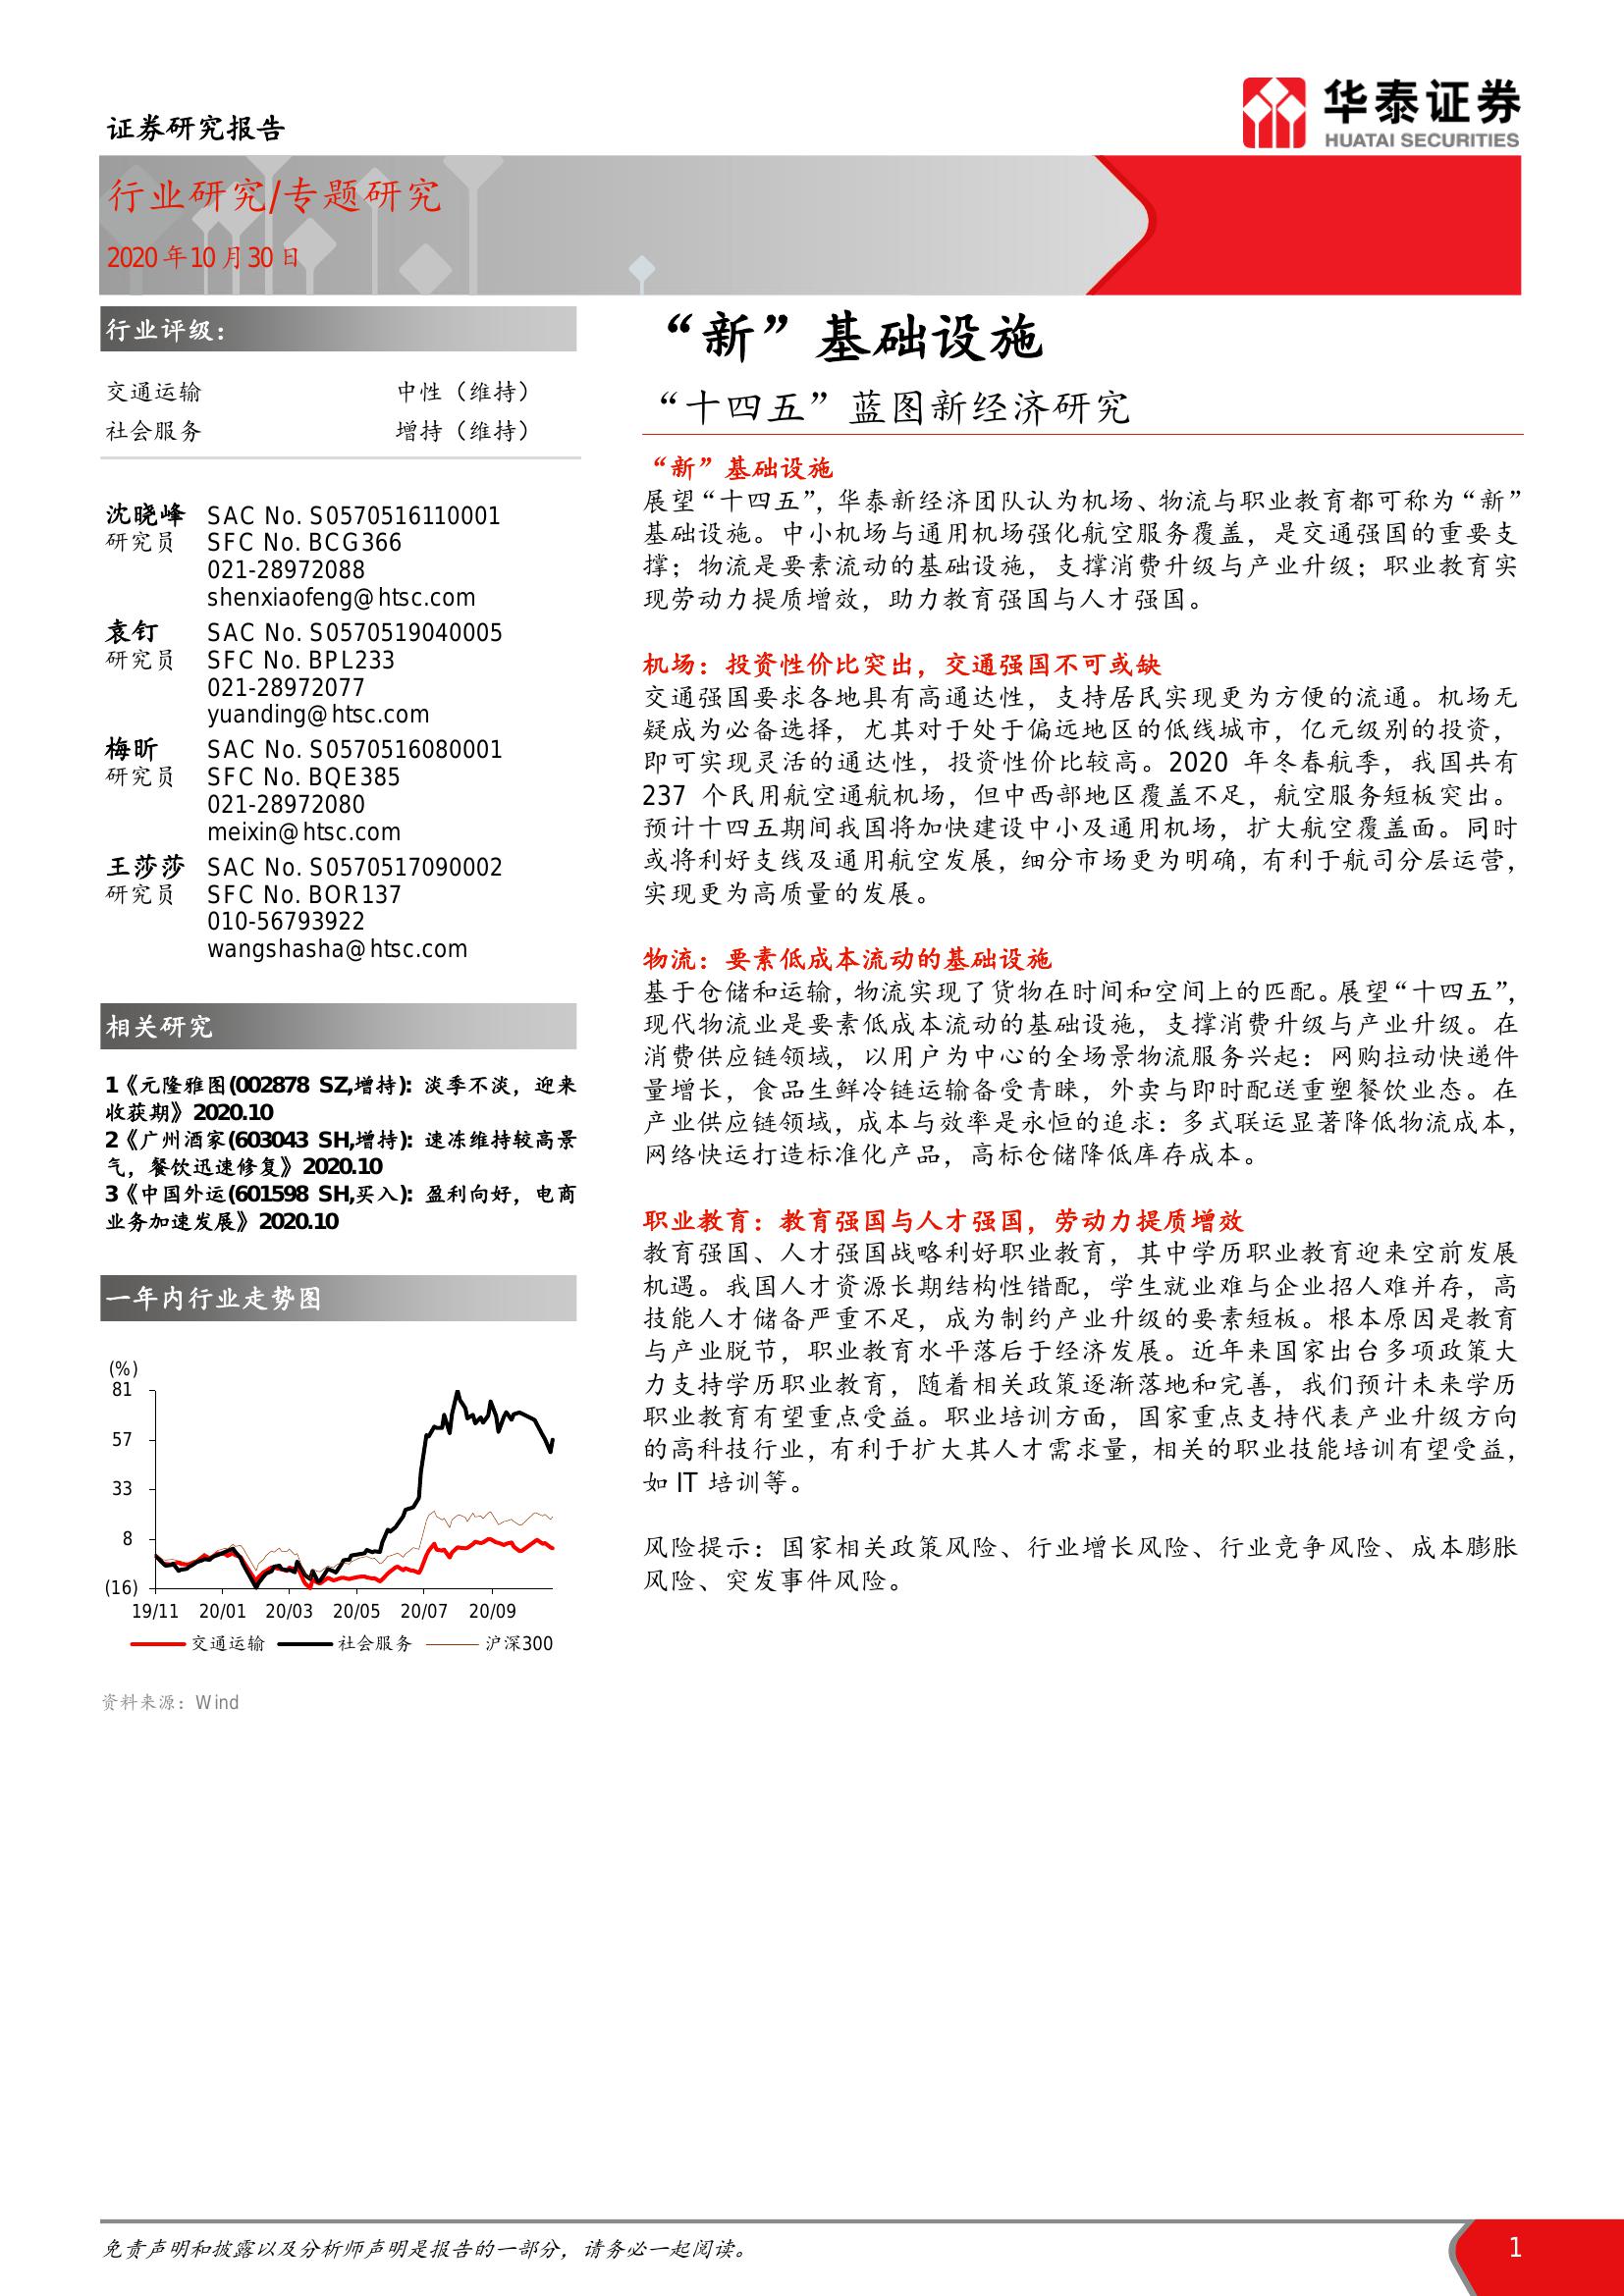 证券研究报告
华泰证券
HUATAI SECURITIES
行业研究/专题研究
2020年10月30日
行业评级：
交通运输 中性（维持）
社会服务 增持（维持）
沈晓峰 SAC No. S0570516110001
研究员 SFC No. BCG366
021-28972088
shenxiaofeng@htsc.com
袁钉 SAC No. S0570519040005
研究员 SFC No. BPL233
021-28972077
yuanding@htsc.com
梅昕 SAC No. S0570516080001
研究员 SFC No. BQE385
021-28972080
meixin@htsc.com
王莎莎 SAC No. S0570517090002
研究员 SFC No. BOR137
010-56793922
wangshasha@htsc.com
相关研究
1《元隆雅图(002878 SZ,增持)：淡季不淡，迎来
收获期》2020.10
2《广州酒家(603043 SH,增持)：速冻维持较高景
气，餐饮迅速修复》2020.10
3《中国外运(601598 SH,买入)：盈利向好，电商
业务加速发展》2020.10
一年内行业走势图
(%)
81
57
33
8
(16)
19/11 20/01 20/03 20/05 20/07 20/09
交通运输 社会服务 沪深300
资料来源：Wind
“新”基础设施
“十四五”蓝图新经济研究
“新”基础设施
展望“十四五”，华泰新经济团队认为机场、物流与职业教育都可称为“新”
基础设施。中小机场与通用机场强化航空服务覆盖，是交通强国的重要支
撑；物流是要素流动的基础设施，支撑消费升级与产业升级；职业教育实
现劳动力提质增效，助力教育强国与人才强国。
机场：投资性价比突出，交通强国不可或缺
交通强国要求各地具有高通达性，支持居民实现更为方便的流通。机场无
疑成为必备选择，尤其对于处于偏远地区的低线城市，亿元级别的投资，
即可实现灵活的通达性，投资性价比较高。2020 年冬春航季，我国共有
237 个民用航空通航机场，但中西部地区覆盖不足，航空服务短板突出。
预计十四五期间我国将加快建设中小及通用机场，扩大航空覆盖面。同时
或将利好支线及通用航空发展，细分市场更为明确，有利于航司分层运营，
实现更为高质量的发展。
物流：要素低成本流动的基础设施
基于仓储和运输，物流实现了货物在时间和空间上的匹配。展望“十四五”，
现代物流业是要素低成本流动的基础设施，支撑消费升级与产业升级。在
消费供应链领域，以用户为中心的全场景物流服务兴起：网购拉动快递件
量增长，食品生鲜冷链运输备受青睐，外卖与即时配送重塑餐饮业态。在
产业供应链领域，成本与效率是永恒的追求：多式联运显著降低物流成本，
网络快运打造标准化产品，高标仓储降低库存成本。
职业教育：教育强国与人才强国，劳动力提质增效
教育强国、人才强国战略利好职业教育，其中学历职业教育迎来空前发展
机遇。我国人才资源长期结构性错配，学生就业难与企业招人难并存，高
技能人才储备严重不足，成为制约产业升级的要素短板。根本原因是教育
与产业脱节，职业教育水平落后于经济发展。近年来国家出台多项政策大
力支持学历职业教育，随着相关政策逐渐落地和完善，我们预计未来学历
职业教育有望重点受益。职业培训方面，国家重点支持代表产业升级方向
的高科技行业，有利于扩大其人才需求量，相关的职业技能培训有望受益，
如 IT 培训等。
风险提示：国家相关政策风险、行业增长风险、行业竞争风险、成本膨胀
风险、突发事件风险。
免责声明和披露以及分析师声明是报告的一部分，请务必一起阅读。
1